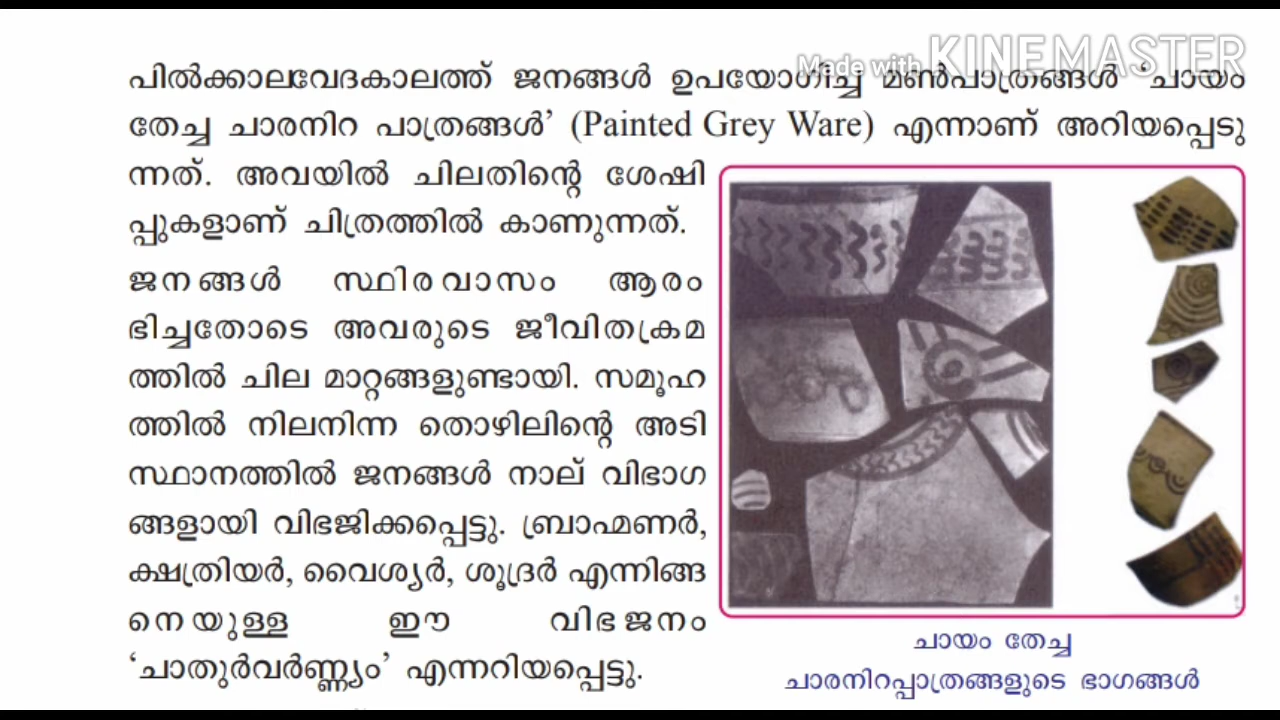 Made with KINEMASTER
പിൽക്കാലവേദകാലത്ത് ജനങ്ങൾ ഉപയോഗിച്ച മൺപാത്രങ്ങൾ ‘ചായം
തേച്ച ചാരനിറ പാത്രങ്ങൾ’ (Painted Grey Ware) എന്നാണ് അറിയപ്പെടു
ന്നത്. അവയിൽ ചിലതിന്റെ ശേഷി
പ്പുകളാണ് ചിത്രത്തിൽ കാണുന്നത്.
ജനങ്ങൾ സ്ഥിരവാസം ആരം
ഭിച്ചതോടെ അവരുടെ ജീവിതക്രമ
ത്തിൽ ചില മാറ്റങ്ങളുണ്ടായി. സമൂഹ
ത്തിൽ നിലനിന്ന തൊഴിലിന്റെ അടി
സ്ഥാനത്തിൽ ജനങ്ങൾ നാല് വിഭാഗ
ങ്ങളായി വിഭജിക്കപ്പെട്ടു. ബ്രാഹ്മണർ,
ക്ഷത്രിയർ, വൈശ്യർ, ശൂദ്രർ എന്നിങ്ങ
നെയുള്ള ഈ വിഭജനം
‘ചാതുർവർണ്ണ്യം’ എന്നറിയപ്പെട്ടു.
ചായം തേച്ച
ചാരനിറപ്പാത്രങ്ങളുടെ ഭാഗങ്ങൾ